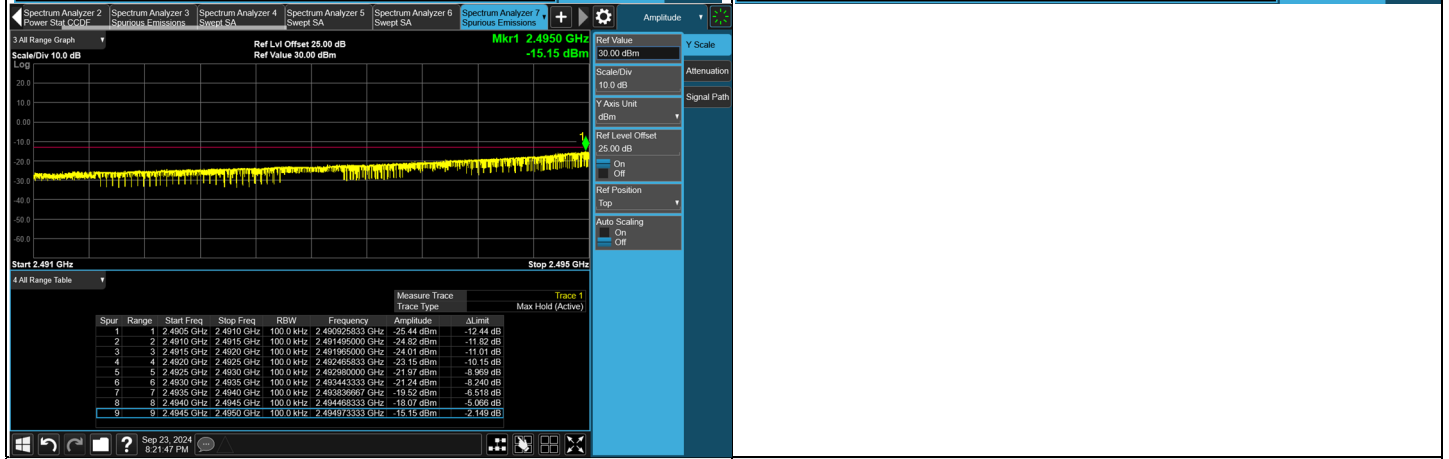 Spectrum Analyzer 2 Spectrum Analyzer 3 Spectrum Analyzer 4 Spectrum Analyzer 5 Spectrum Analyzer 6 Spectrum Analyzer 7
Power Stat CCDF Spurious Emissions Swept SA Swept SA Swept SA Spurious Emissions
Amplitude
3 All Range Graph
Ref Lvl Offset 25.00 dB
Mkr1 2.4950 GHz
Scale/Div 10.0 dB
Ref Value 30.00 dBm
-15.15 dBm
Log
20.0
10.0
0.00
-10.0
-20.0
-30.0
-40.0
-50.0
-60.0
1
Start 2.491 GHz
Stop 2.495 GHz
Ref Value
30.00 dBm
Scale/Div
10.0 dB
Y Axis Unit
dBm
Ref Level Offset
25.00 dB
On
Off
Ref Position
Top
Auto Scaling
On
Off
Y Scale
Attenuation
Signal Path
4 All Range Table
Measure Trace Trace 1
Trace Type Max Hold (Active)
Spur Range Start Freq Stop Freq RBW Frequency Amplitude ΔLimit
1 1 2.4905 GHz 2.4910 GHz 100.0 kHz 2.490925833 GHz -25.44 dBm -12.44 dB
2 2 2.4910 GHz 2.4915 GHz 100.0 kHz 2.491495000 GHz -24.82 dBm -11.82 dB
3 3 2.4915 GHz 2.4920 GHz 100.0 kHz 2.491965000 GHz -24.01 dBm -11.01 dB
4 4 2.4920 GHz 2.4925 GHz 100.0 kHz 2.492465833 GHz -23.15 dBm -10.15 dB
5 5 2.4925 GHz 2.4930 GHz 100.0 kHz 2.492980000 GHz -21.97 dBm -8.969 dB
6 6 2.4930 GHz 2.4935 GHz 100.0 kHz 2.493443333 GHz -21.24 dBm -8.240 dB
7 7 2.4935 GHz 2.4940 GHz 100.0 kHz 2.493836667 GHz -19.52 dBm -6.518 dB
8 8 2.4940 GHz 2.4945 GHz 100.0 kHz 2.494468333 GHz -18.07 dBm -5.066 dB
9 9 2.4945 GHz 2.4950 GHz 100.0 kHz 2.494973333 GHz -15.15 dBm -2.149 dB
Sep 23, 2024
8:21:47 PM